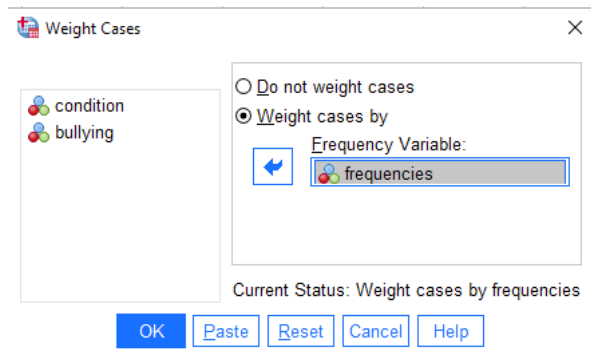 Weight Cases
condition
bullying
Do not weight cases
Weight cases by
Frequency Variable:
frequencies
Current Status: Weight cases by frequencies
OK
Paste
Reset
Cancel
Help